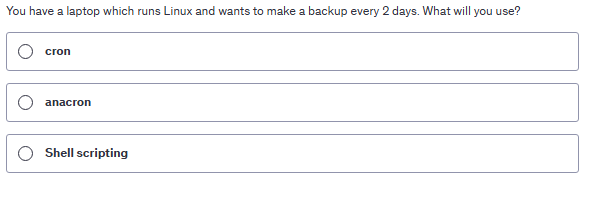 You have a laptop which runs Linux and wants to make a backup every 2 days. What will you use?
cron
anacron
Shell scripting